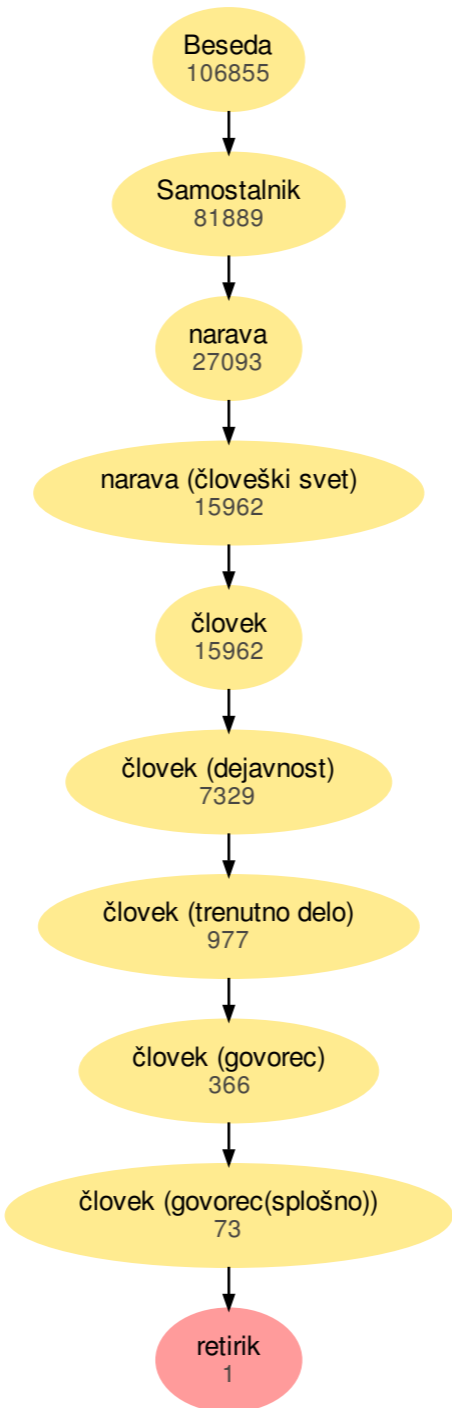 Beseda
106855
Samostalnik
81889
narava
27093
narava (človeški svet)
15962
človek
15962
človek (dejavnost)
7329
človek (trenutno delo)
977
človek (govorec)
366
človek (govorec(splošno))
73
retirik
1